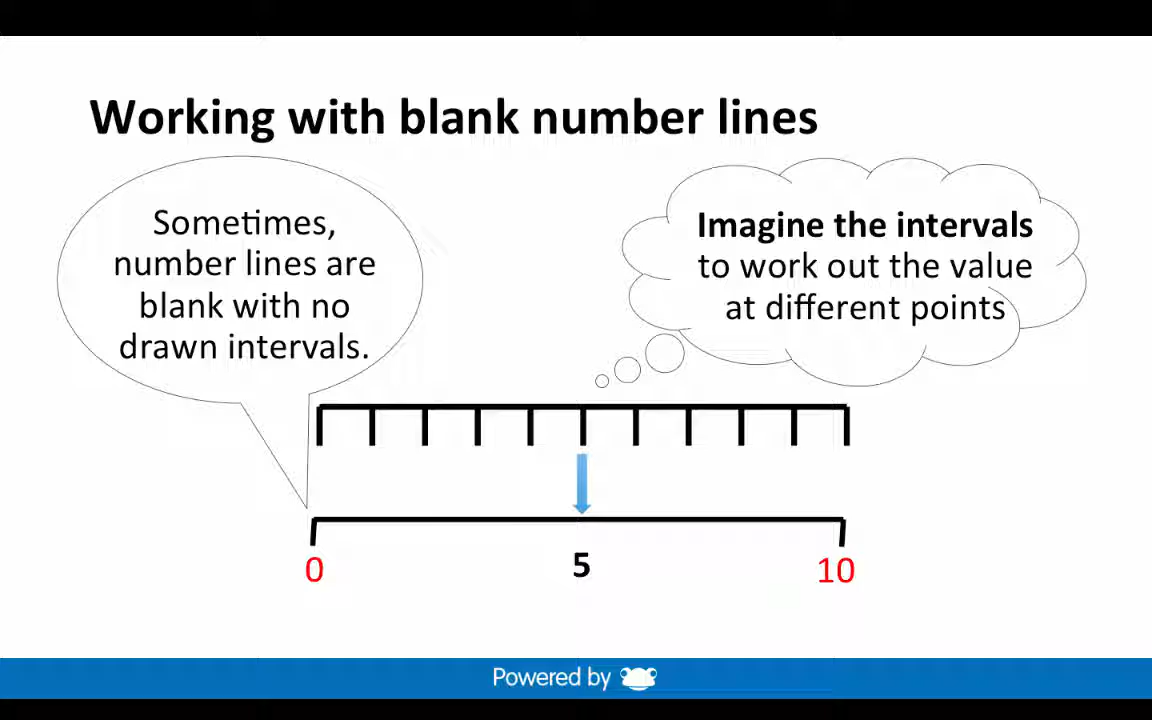 Working with blank number lines
Sometimes,
number lines are
blank with no
drawn intervals.
Imagine the intervals
to work out the value
at different points
0
5
10
Powered by